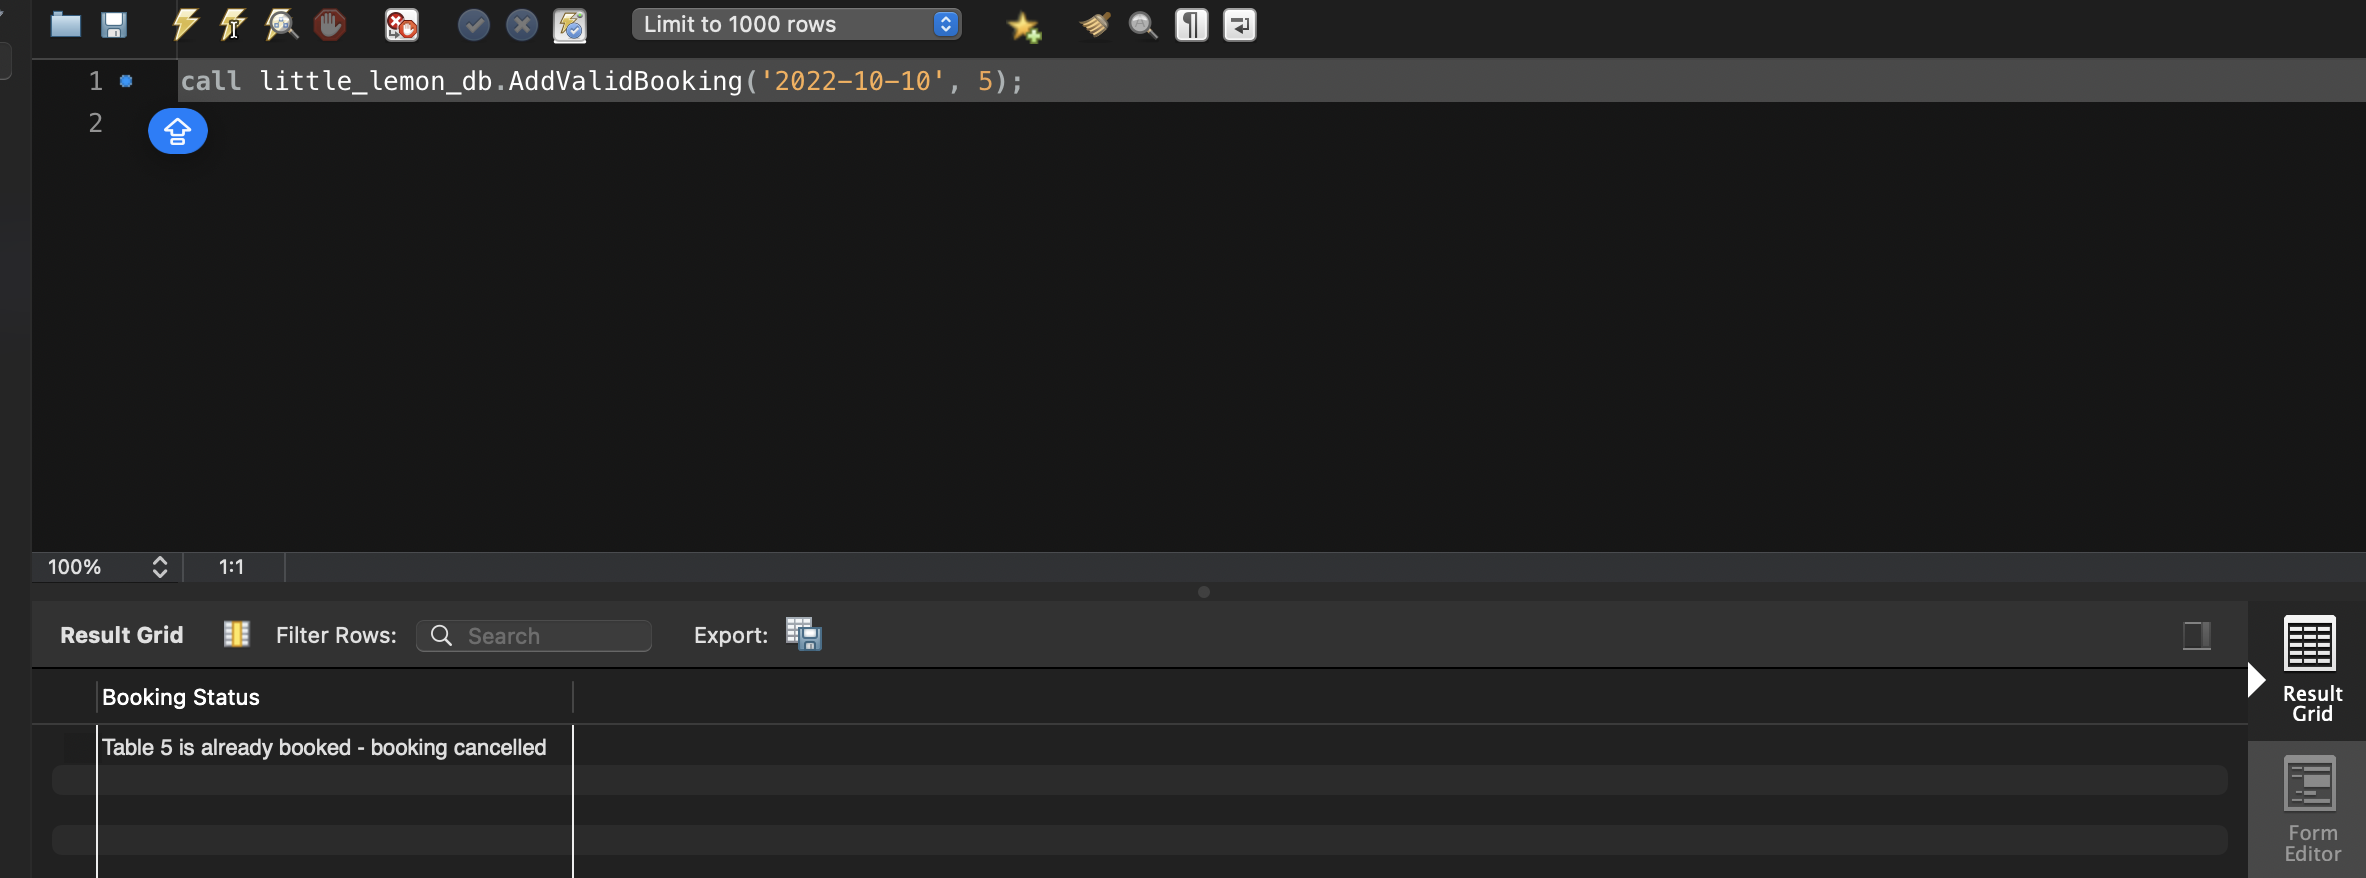 Limit to 1000 rows
1 call little_lemon_db.AddValidBooking('2022-10-10', 5);
2
100% 1:1
Result Grid Filter Rows: Search Export:
Booking Status
Table 5 is already booked - booking cancelled
Result
Grid
Form
Editor